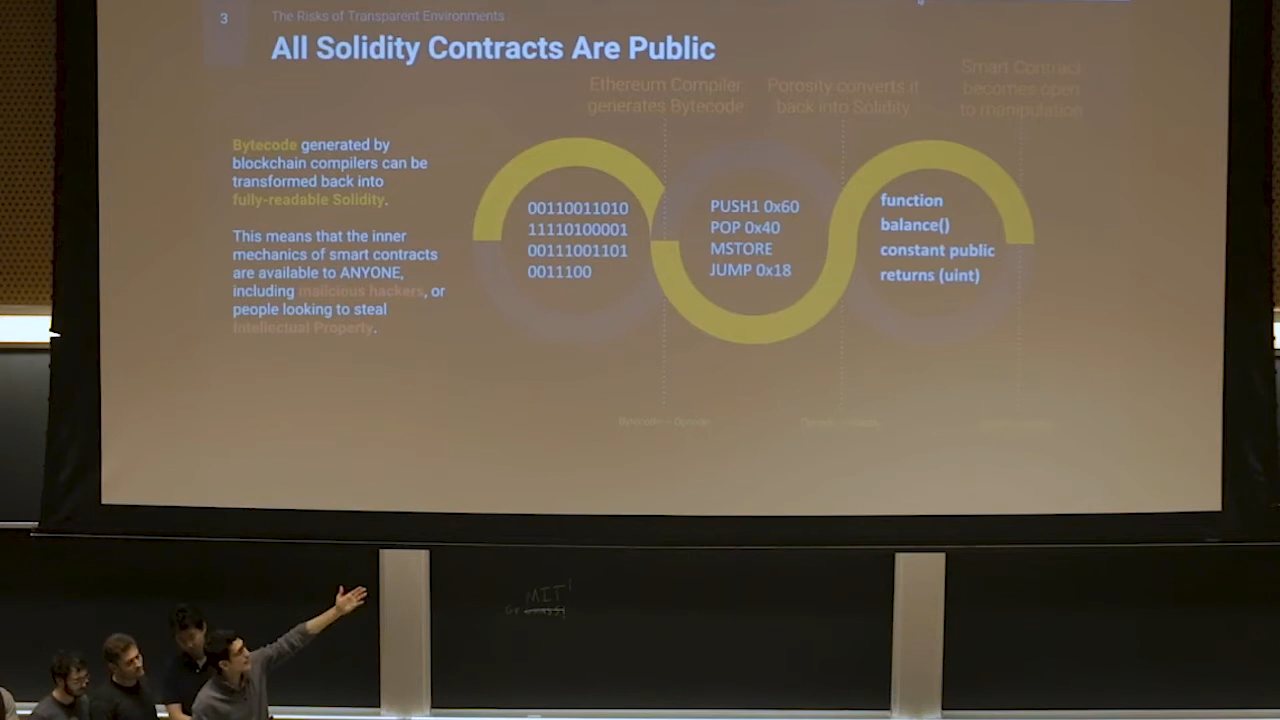 3
The Risks of Transparent Environments
All Solidity Contracts Are Public
Ethereum Compiler
generates Bytecode
Porosity converts it
back into Solidity
Smart Contract
becomes open
to manipulation
Bytecode generated by
blockchain compilers can be
transformed back into
fully-readable Solidity.
This means that the inner
mechanics of smart contracts
are available to ANYONE,
including malicious hackers, or
people looking to steal
Intellectual Property.
00110011010
11110100001
00111001101
0011100
PUSH1 0x60
POP 0x40
MSTORE
JUMP 0x18
function
balance()
constant public
returns (uint)
MIT!